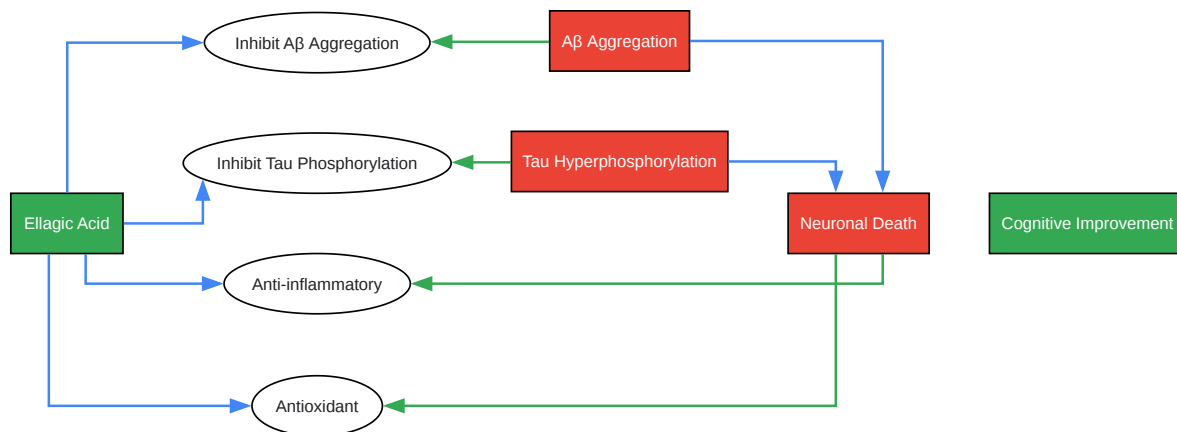 Inhibit Aβ Aggregation
Aβ Aggregation
Inhibit Tau Phosphorylation
Tau Hyperphosphorylation
Ellagic Acid
Neuronal Death
Cognitive Improvement
Anti-inflammatory
Antioxidant